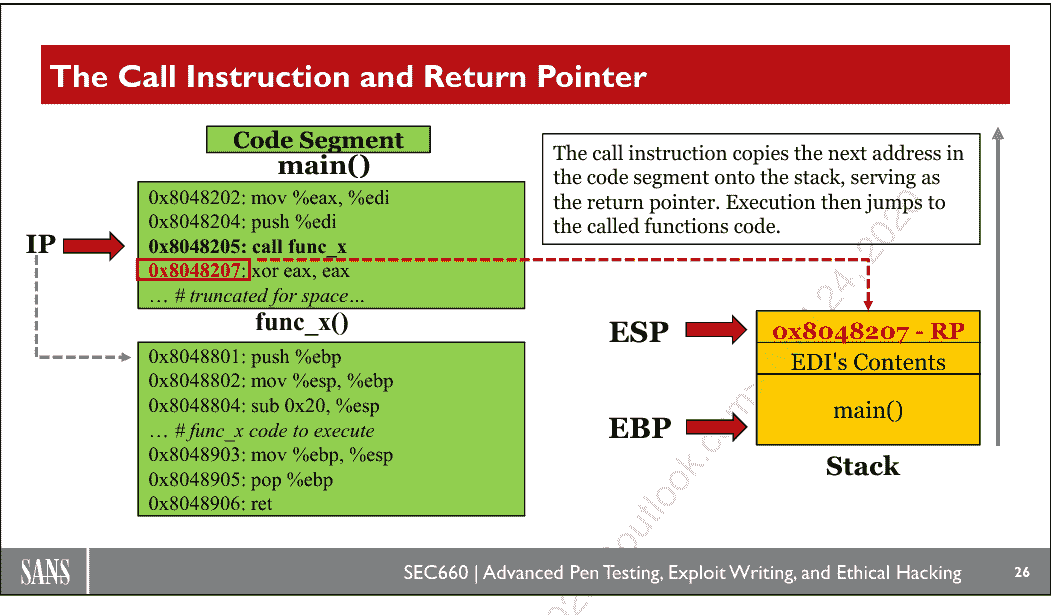 The Call Instruction and Return Pointer
Code Segment
main()
0x8048202: mov %eax, %edi
0x8048204: push %edi
IP
0x8048205: call func_x
0x8048207: xor eax, eax
… # truncated for space…
func_x()
0x8048801: push %ebp
0x8048802: mov %esp, %ebp
0x8048804: sub 0x20, %esp
… # func_x code to execute
0x8048903: mov %ebp, %esp
0x8048905: pop %ebp
0x8048906: ret
The call instruction copies the next address in
the code segment onto the stack, serving as
the return pointer. Execution then jumps to
the called functions code.
ESP
0x8048207 - RP
EDI's Contents
EBP
main()
Stack
SANS
SEC660 | Advanced Pen Testing, Exploit Writing, and Ethical Hacking
26